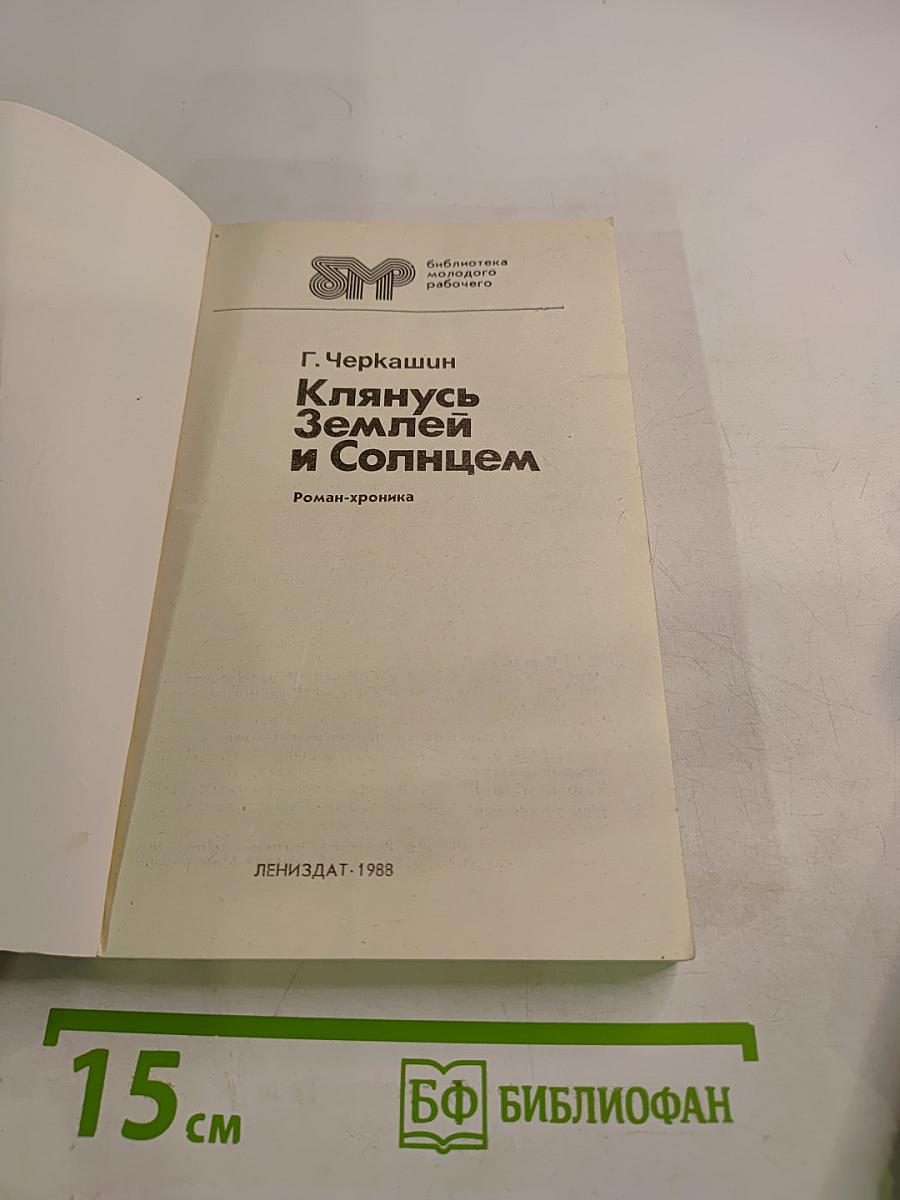 бмр
библиотека
молодого
рабочего
Г. Черкашин
Клянусь
Землей
и Солнцем
Роман-хроника
ЛЕНИЗДАТ·1988
15 см
БФ БИБЛИОФАН